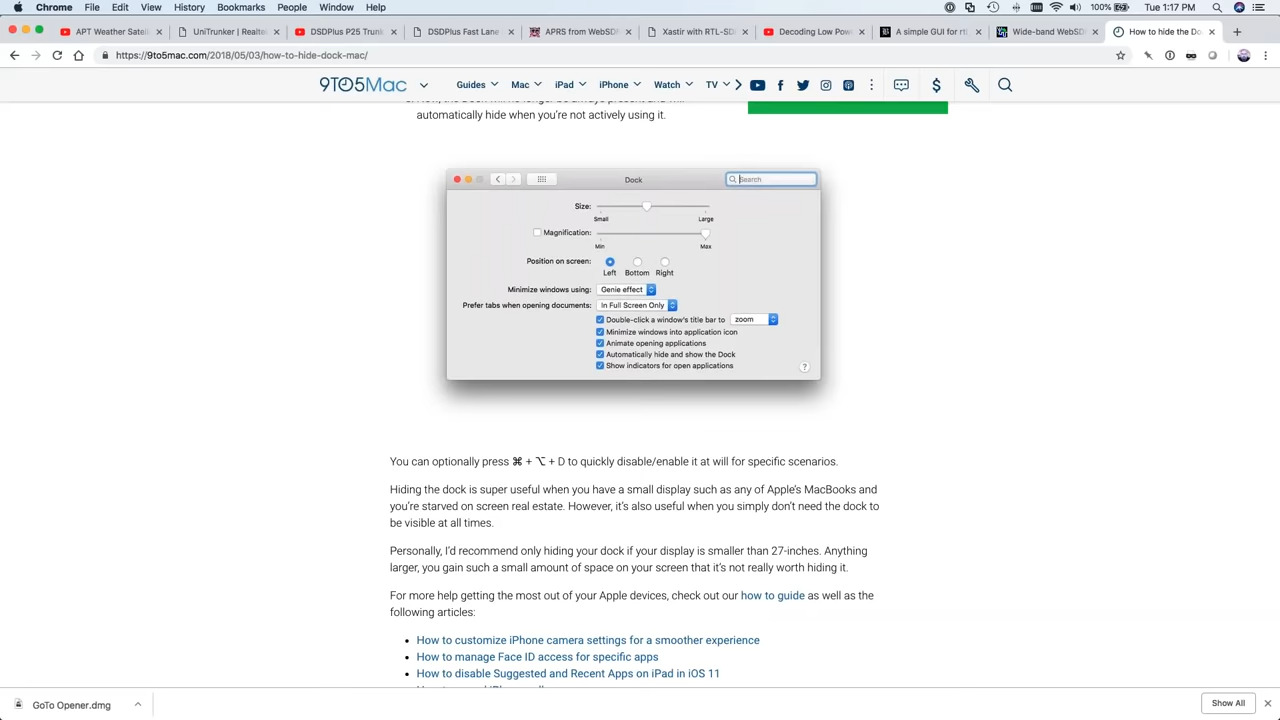 Chrome File Edit View History Bookmarks People Window Help 100% Tue 1:17 PM
APT Weather Satell UniTrunker | Realte DSDPlus P25 Trunk DSDPlus Fast Lane APRS from WebSDR Xastir with RTL-SD Decoding Low Powe A simple GUI for rtl Wide-band WebSD How to hide the Do
https://9to5mac.com/2018/05/03/how-to-hide-dock-mac/
9TO5Mac Guides Mac iPad iPhone Watch TV
automatically hide when you're not actively using it.
Dock Search
Size:
Small Large
Magnification:
Min Max
Position on screen:
Left Bottom Right
Minimize windows using: Genie effect
Prefer tabs when opening documents: In Full Screen Only
Double-click a window's title bar to zoom
Minimize windows into application icon
Animate opening applications
Automatically hide and show the Dock
Show indicators for open applications ?
You can optionally press ⌘ + ⌥ + D to quickly disable/enable it at will for specific scenarios.
Hiding the dock is super useful when you have a small display such as any of Apple's MacBooks and
you're starved on screen real estate. However, it's also useful when you simply don't need the dock to
be visible at all times.
Personally, I'd recommend only hiding your dock if your display is smaller than 27-inches. Anything
larger, you gain such a small amount of space on your screen that it's not really worth hiding it.
For more help getting the most out of your Apple devices, check out our how to guide as well as the
following articles:
• How to customize iPhone camera settings for a smoother experience
• How to manage Face ID access for specific apps
• How to disable Suggested and Recent Apps on iPad in iOS 11
GoTo Opener.dmg Show All